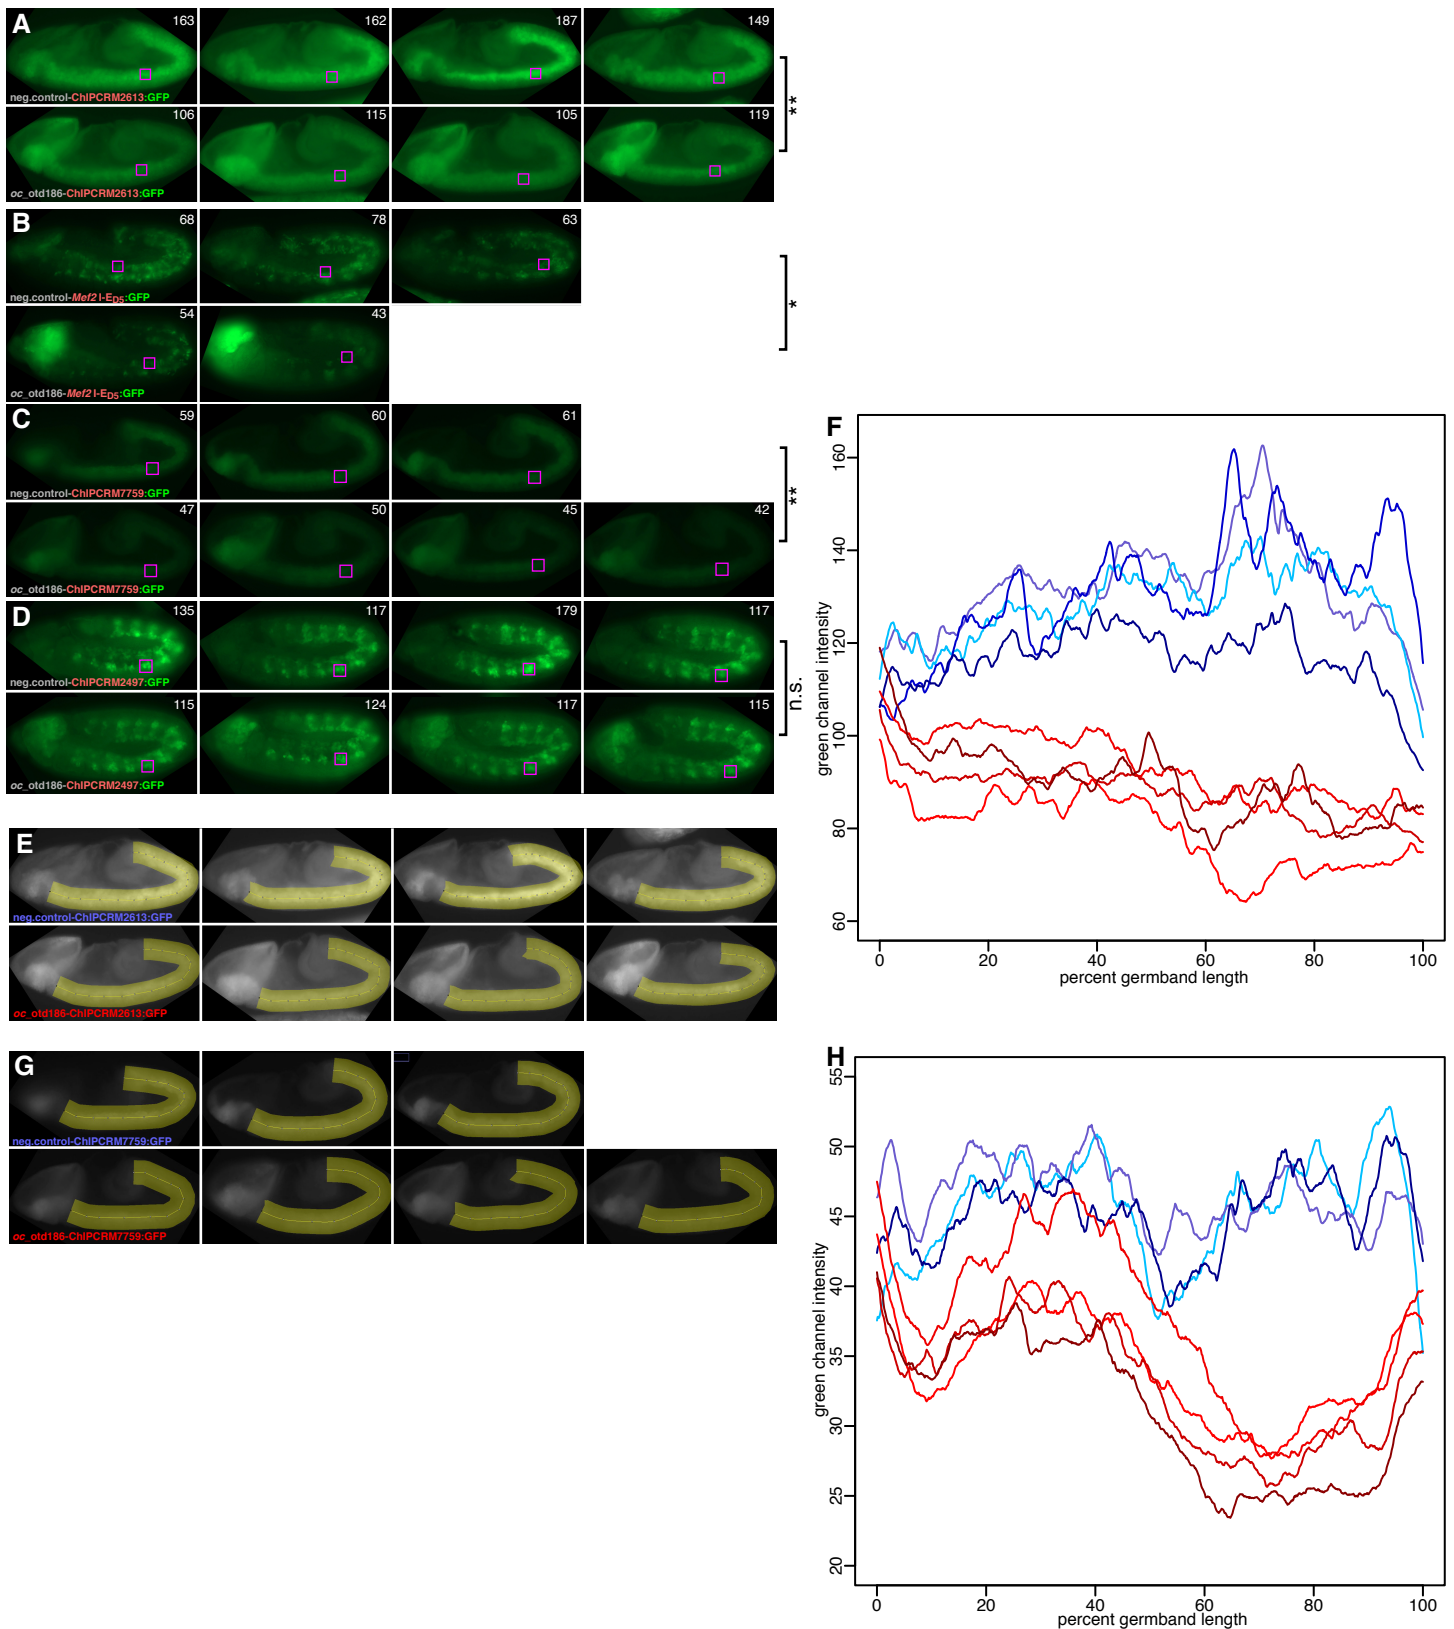 A
163
162
187
149
neg.control-ChIPCRM2613:GFP
**
106
115
105
119
oc_otd186-ChIPCRM2613:GFP
B
68
78
63
neg.control-Mef2 I-ED5:GFP
*
54
43
oc_otd186-Mef2 I-ED5:GFP
C
59
60
61
neg.control-ChIPCRM7759:GFP
**
47
50
45
42
oc_otd186-ChIPCRM7759:GFP
D
135
117
179
117
neg.control-ChIPCRM2497:GFP
n.s.
115
124
117
115
oc_otd186-ChIPCRM2497:GFP
E
neg.control-ChIPCRM2613:GFP
oc_otd186-ChIPCRM2613:GFP
F
160
140
120
100
80
60
green channel intensity
0 20 40 60 80 100
percent germband length
G
neg.control-ChIPCRM7759:GFP
oc_otd186-ChIPCRM7759:GFP
H
55
50
45
40
35
30
25
20
green channel intensity
0 20 40 60 80 100
percent germband length